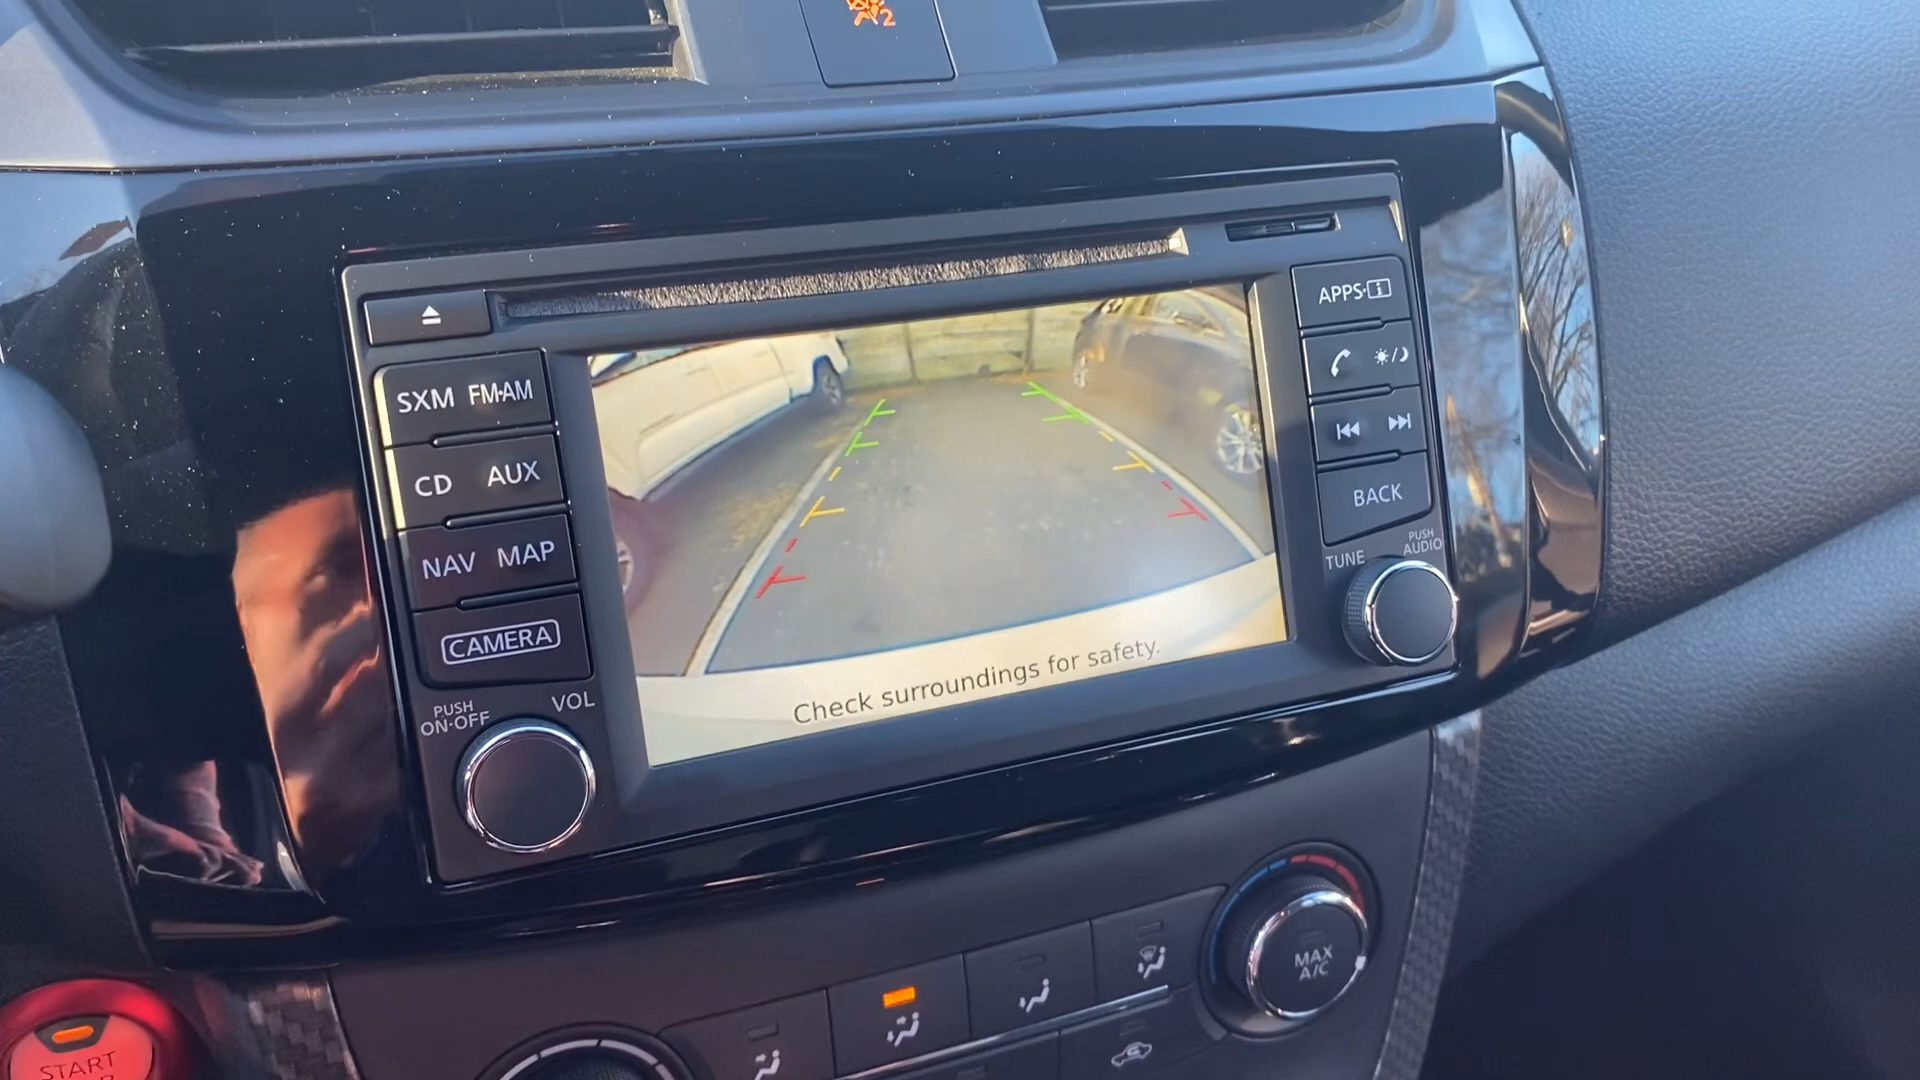 2
APPS·i
SXM FM·AM
CD AUX
BACK
NAV MAP
TUNE PUSH AUDIO
CAMERA
Check surroundings for safety.
PUSH ON·OFF VOL
MAX A/C
START